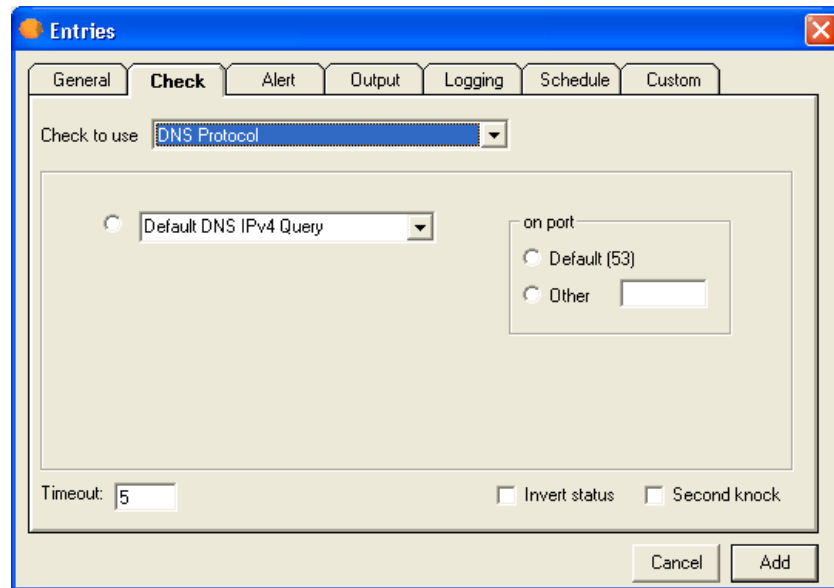 Entries
General Check Alert Output Logging Schedule Custom
Check to use DNS Protocol
Default DNS IPv4 Query
on port
Default (53)
Other
Timeout: 5 Invert status Second knock
Cancel Add